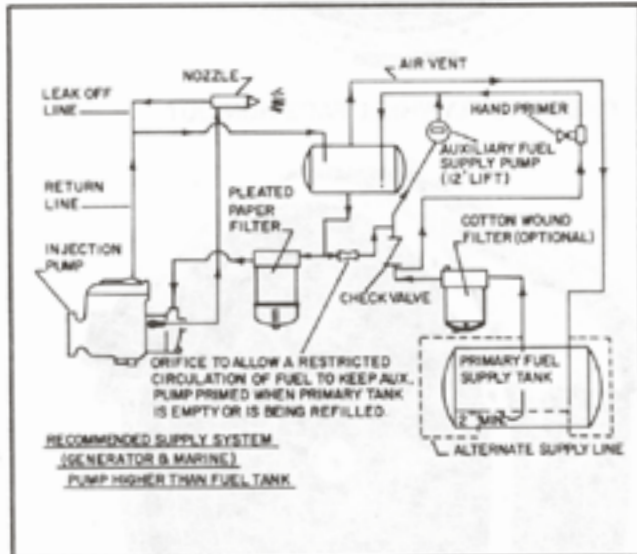 AIR VENT
NOZZLE
LEAK OFF
LINE
HAND PRIMER
AUXILIARY FUEL
SUPPLY PUMP
(12' LIFT)
RETURN
LINE
PLEATED
PAPER
FILTER
COTTON WOUND
FILTER (OPTIONAL)
INJECTION
PUMP
CHECK VALVE
ORIFICE TO ALLOW A RESTRICTED
CIRCULATION OF FUEL TO KEEP AUX.
PUMP PRIMED WHEN PRIMARY TANK
IS EMPTY OR IS BEING REFILLED.
PRIMARY FUEL
SUPPLY TANK
2" MIN.
ALTERNATE SUPPLY LINE
RECOMMENDED SUPPLY SYSTEM
(GENERATOR & MARINE)
PUMP HIGHER THAN FUEL TANK